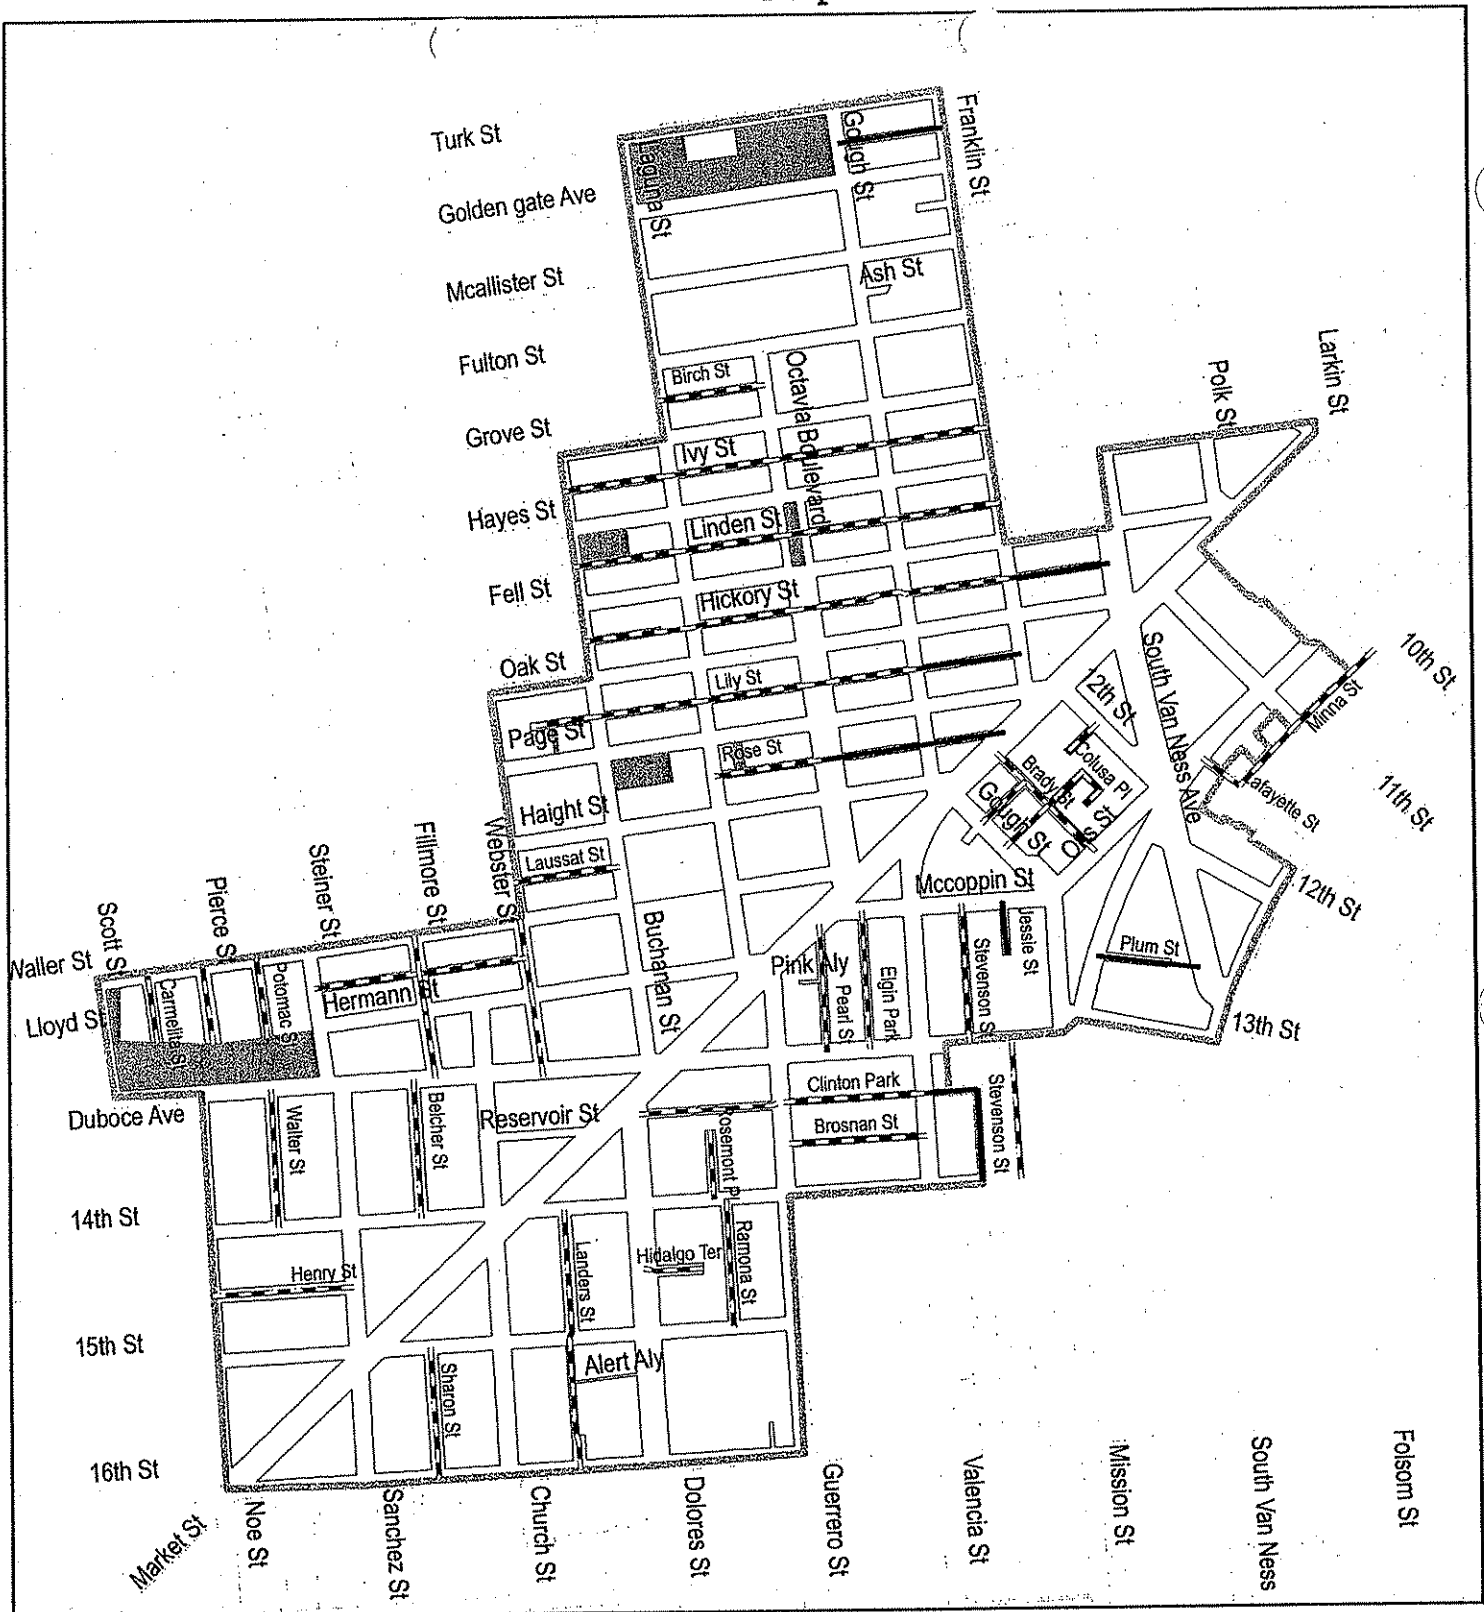 Turk St
Golden gate Ave
Mcallister St
Fulton St
Grove St
Hayes St
Fell St
Oak St
Page St
Haight St
Laguna St
Gough St
Franklin St
Ash St
Birch St
Octavia Boulevard
Ivy St
Linden St
Hickory St
Lily St
Rose St
Laussat St
Larkin St
Polk St
10th St
11th St
12th St
13th St
South Van Ness Ave
12th St
Minna St
Lafayette St
Colusa Pl
Brady St
Gough St
Mccoppin St
Jessie St
Stevenson St
Plum St
Elgin Park
Pearl St
Pink Aly
Buchanan St
Webster St
Fillmore St
Steiner St
Pierce S
Scott St
Waller St
Lloyd St
Carmelita St
Potomac St
Hermann St
Duboce Ave
Walter St
Belcher St
Reservoir St
Clinton Park
Brosnan St
Stevenson St
Rosemont Pl
14th St
Henry St
Landers St
Hidalgo Ter
Ramona St
15th St
Sharon St
Alert Aly
16th St
Market St
Noe St
Sanchez St
Church St
Dolores St
Guerrero St
Valencia St
Mission St
South Van Ness
Folsom St